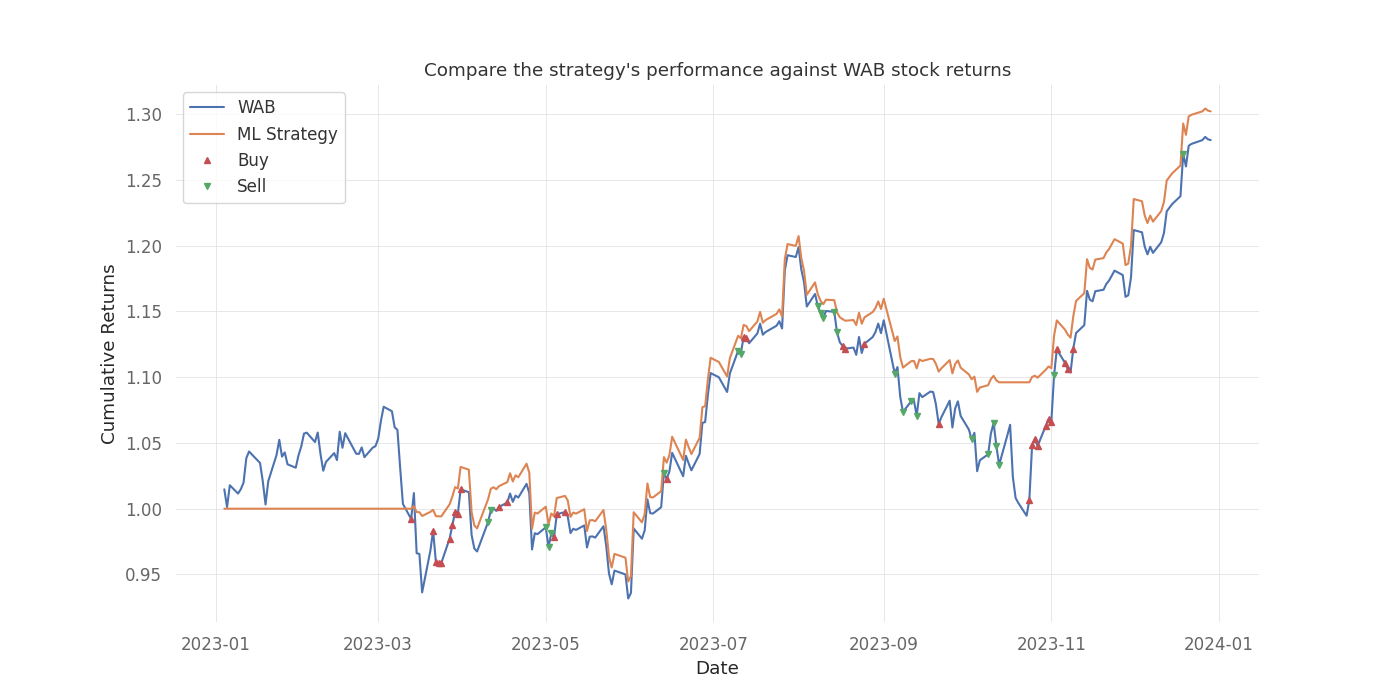 Compare the strategy's performance against WAB stock returns
WAB
ML Strategy
Buy
Sell
Cumulative Returns
1.30
1.25
1.20
1.15
1.10
1.05
1.00
0.95
2023-01 2023-03 2023-05 2023-07 2023-09 2023-11 2024-01
Date